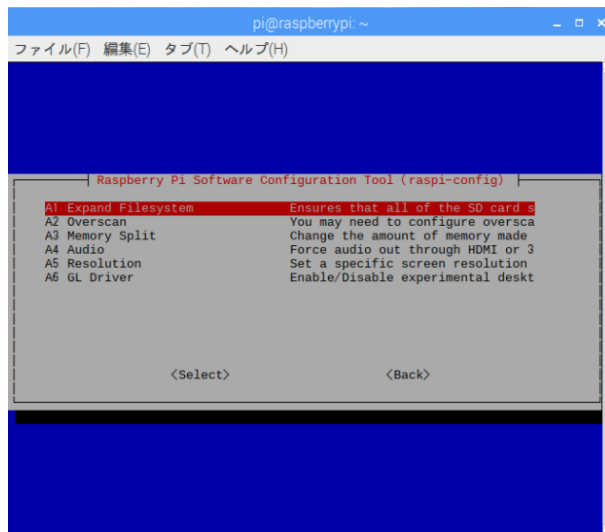 pi@raspberrypi: ~
ファイル(F) 編集(E) タブ(T) ヘルプ(H)
Raspberry Pi Software Configuration Tool (raspi-config)
A1 Expand Filesystem Ensures that all of the SD card s
A2 Overscan You may need to configure oversca
A3 Memory Split Change the amount of memory made
A4 Audio Force audio out through HDMI or 3
A5 Resolution Set a specific screen resolution
A6 GL Driver Enable/Disable experimental deskt
<Select> <Back>